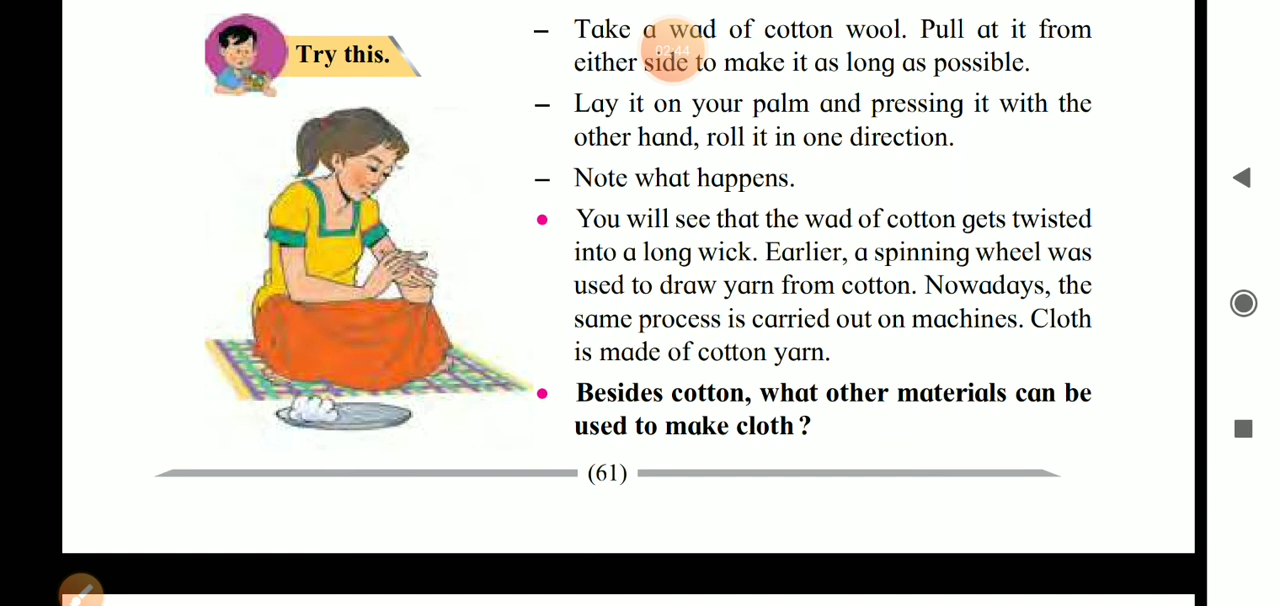 Try this.
– Take a wad of cotton wool. Pull at it from
either side to make it as long as possible.
– Lay it on your palm and pressing it with the
other hand, roll it in one direction.
– Note what happens.
• You will see that the wad of cotton gets twisted
into a long wick. Earlier, a spinning wheel was
used to draw yarn from cotton. Nowadays, the
same process is carried out on machines. Cloth
is made of cotton yarn.
• Besides cotton, what other materials can be
used to make cloth?
(61)
02:44